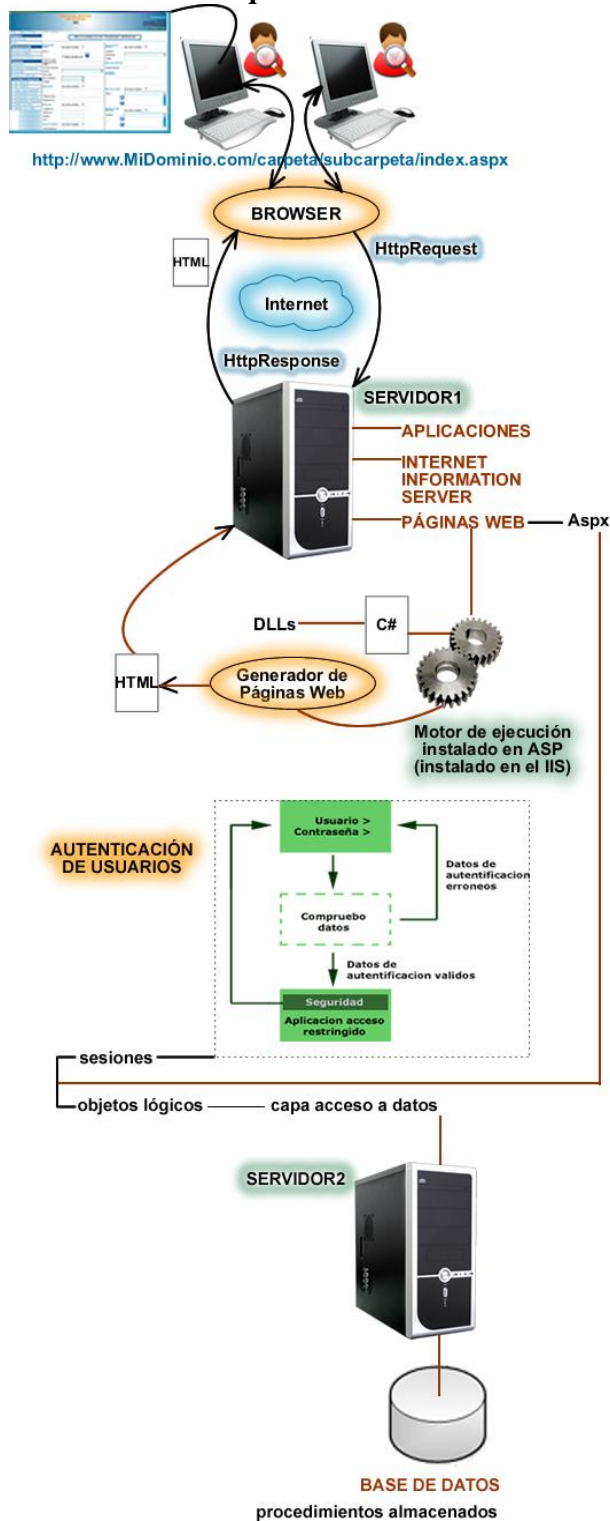 http://www.MiDominio.com/carpeta/subcarpeta/index.aspx
BROWSER
HTML
HttpRequest
Internet
HttpResponse
SERVIDOR1
APLICACIONES
INTERNET
INFORMATION
SERVER
PÁGINAS WEB
Aspx
DLLs
C#
HTML
Generador de
Páginas Web
Motor de ejecución
instalado en ASP
(instalado en el IIS)
AUTENTICACIÓN
DE USUARIOS
Usuario >
Contraseña >
Datos de
autentificacion
erroneos
Compruebo
datos
Datos de
autentificacion validos
Seguridad
Aplicacion acceso
restringido
sesiones
objetos lógicos
capa acceso a datos
SERVIDOR2
BASE DE DATOS
procedimientos almacenados